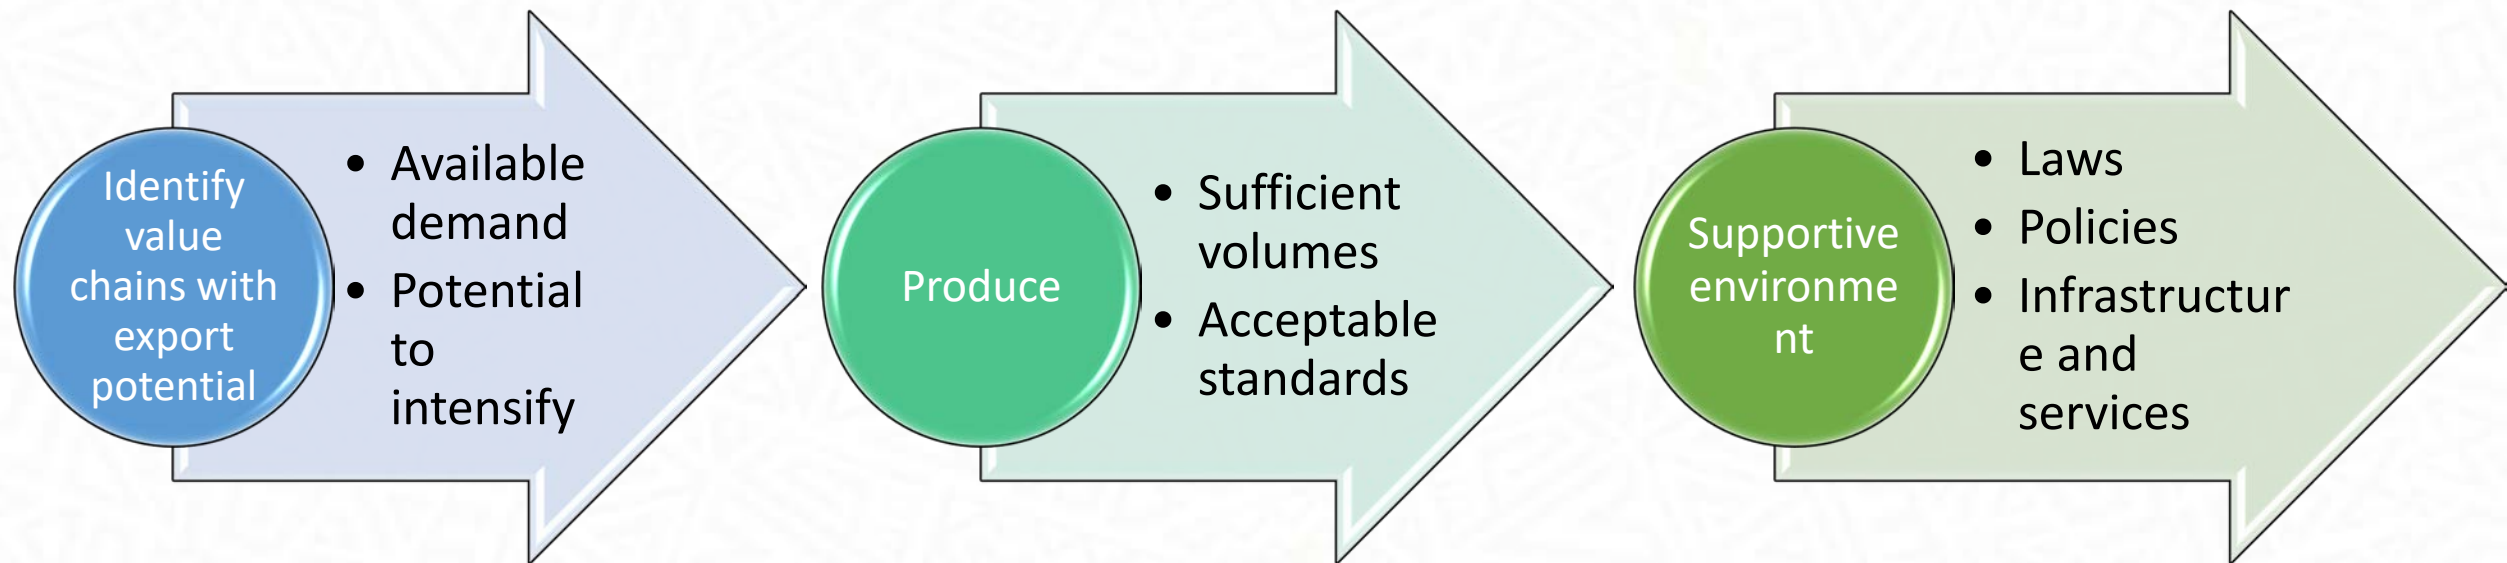 Identify
value
chains with
export
potential
• Available
demand
• Potential
to
intensify
Produce
• Sufficient
volumes
• Acceptable
standards
Supportive
environme
nt
• Laws
• Policies
• Infrastructur
e and
services